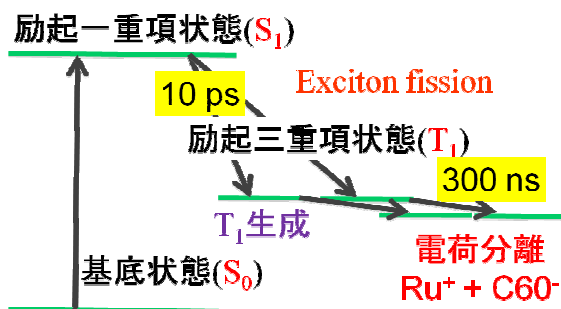 励起一重項状態(S₁)
10 ps
Exciton fission
励起三重項状態(T₁)
300 ns
T₁生成
電荷分離
基底状態(S₀)
Ru⁺ + C60⁻